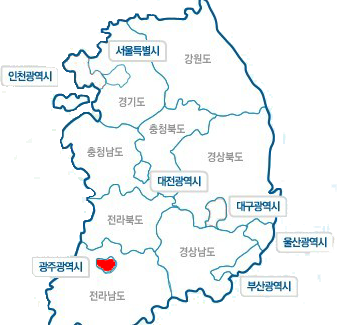 서울특별시
강원도
인천광역시
경기도
충청북도
충청남도
경상북도
대전광역시
대구광역시
전라북도
울산광역시
경상남도
광주광역시
부산광역시
전라남도